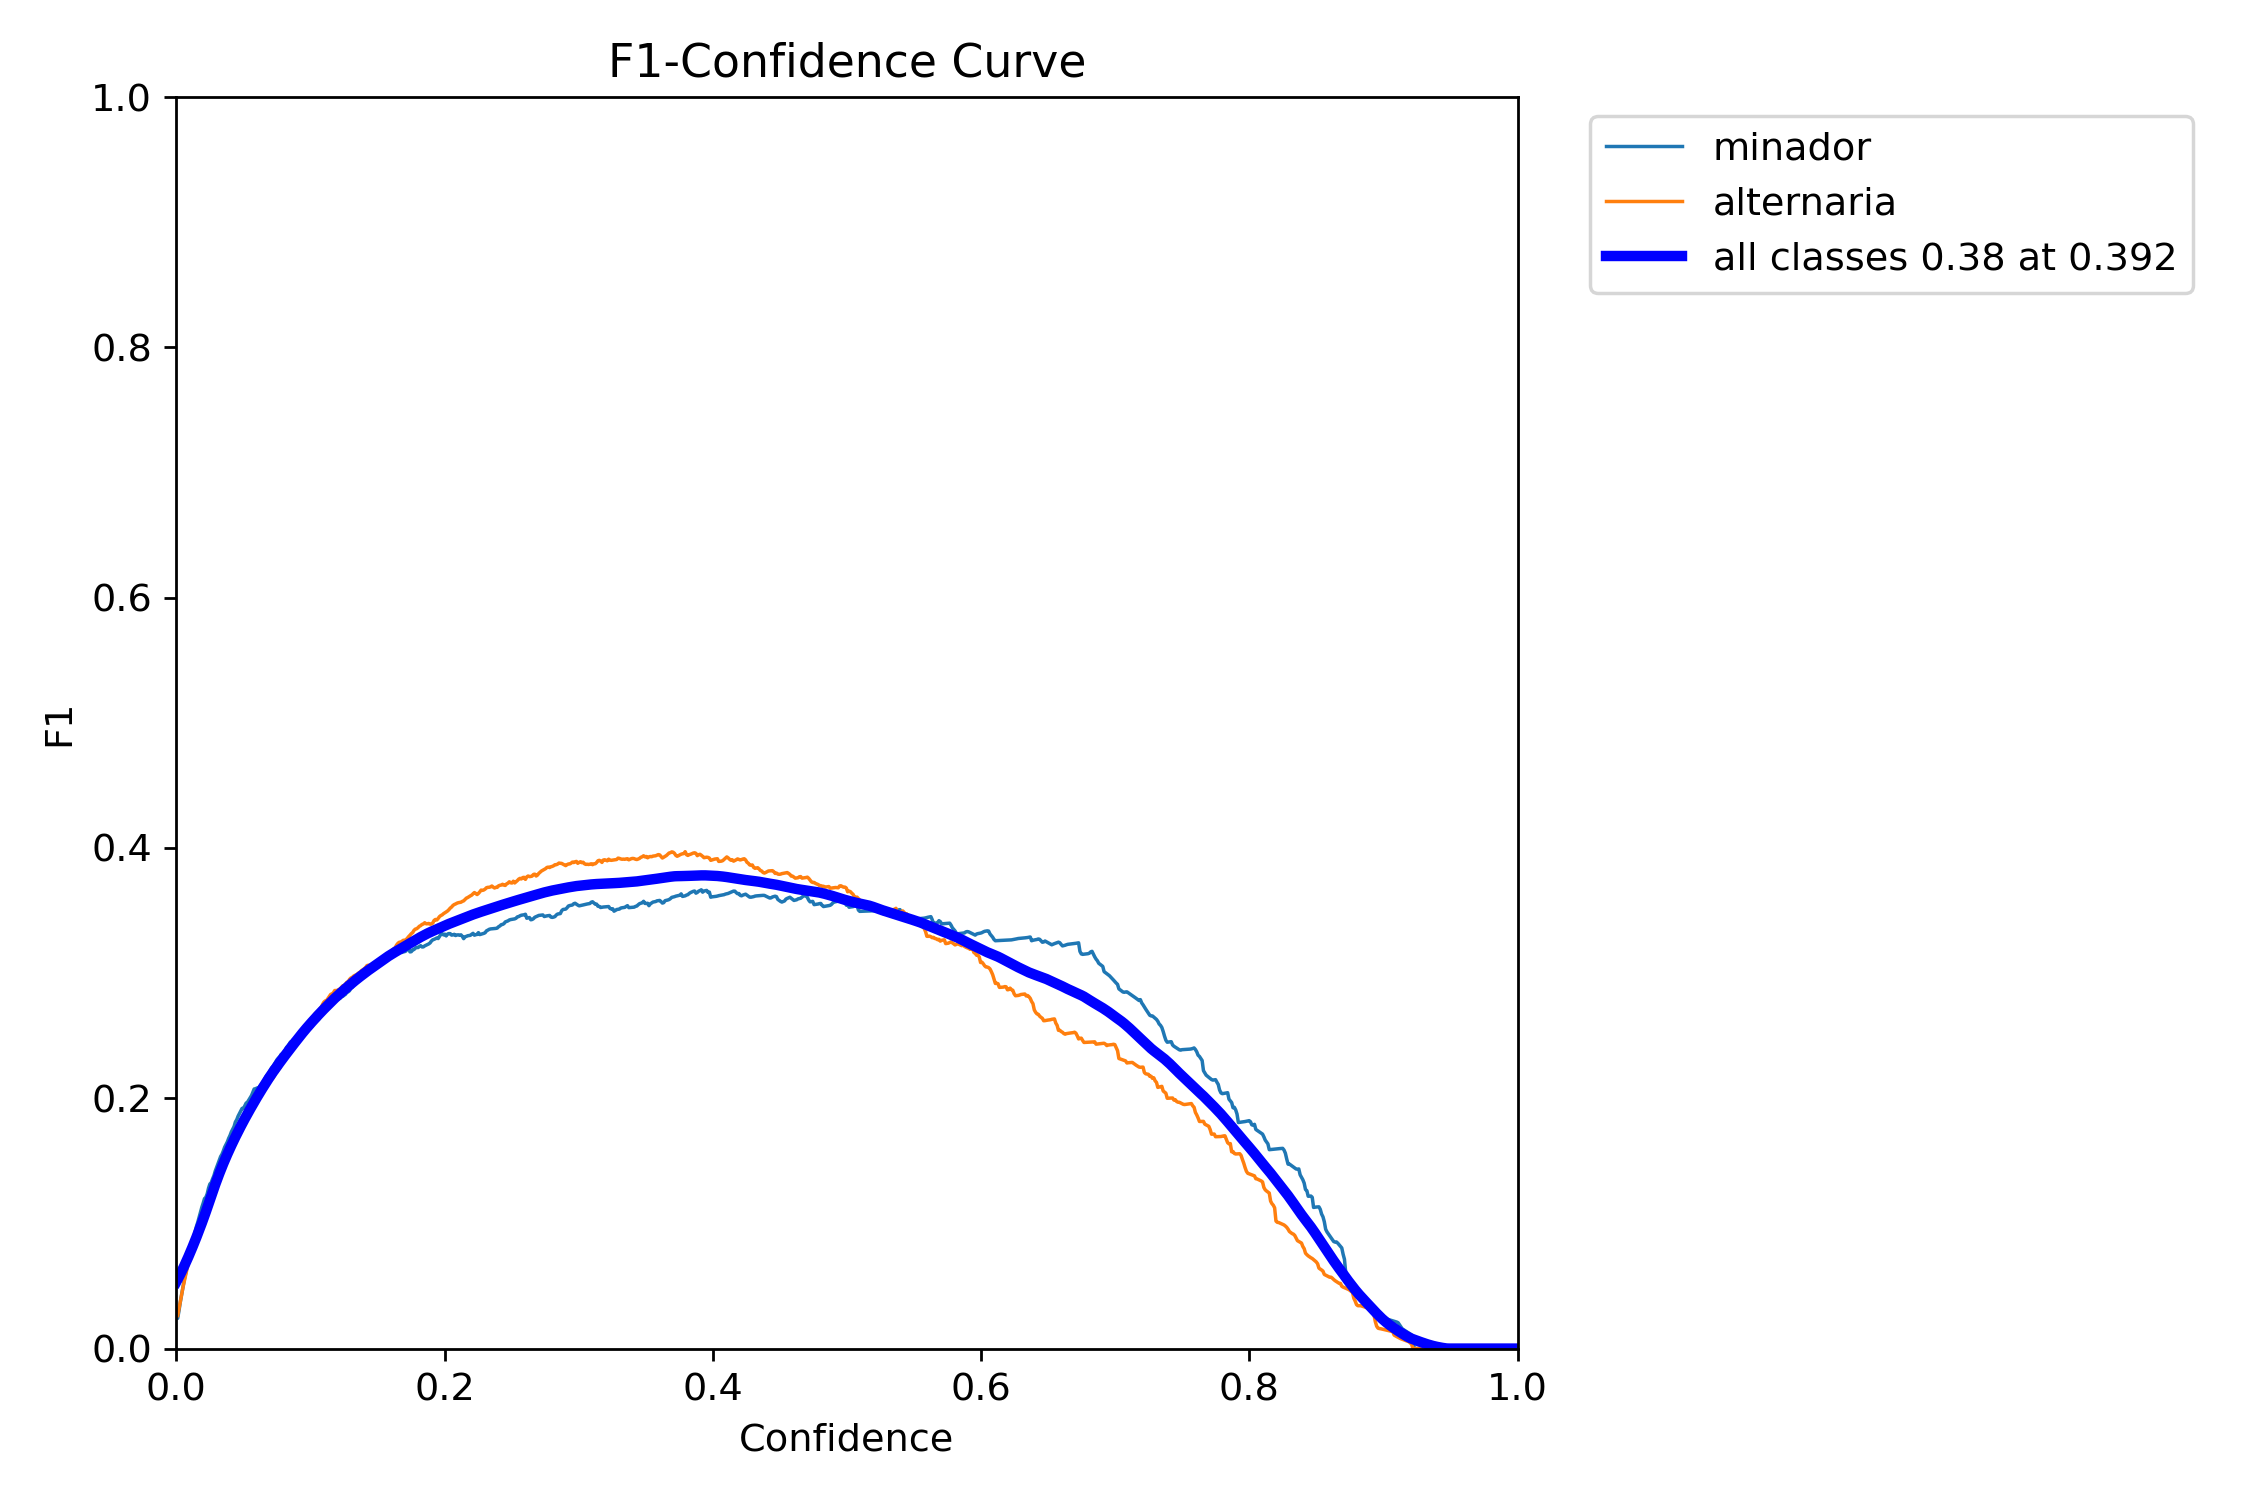 F1-Confidence Curve
1.0
0.8
0.6
0.4
0.2
0.0
F1
0.0 0.2 0.4 0.6 0.8 1.0
Confidence
minador
alternaria
all classes 0.38 at 0.392